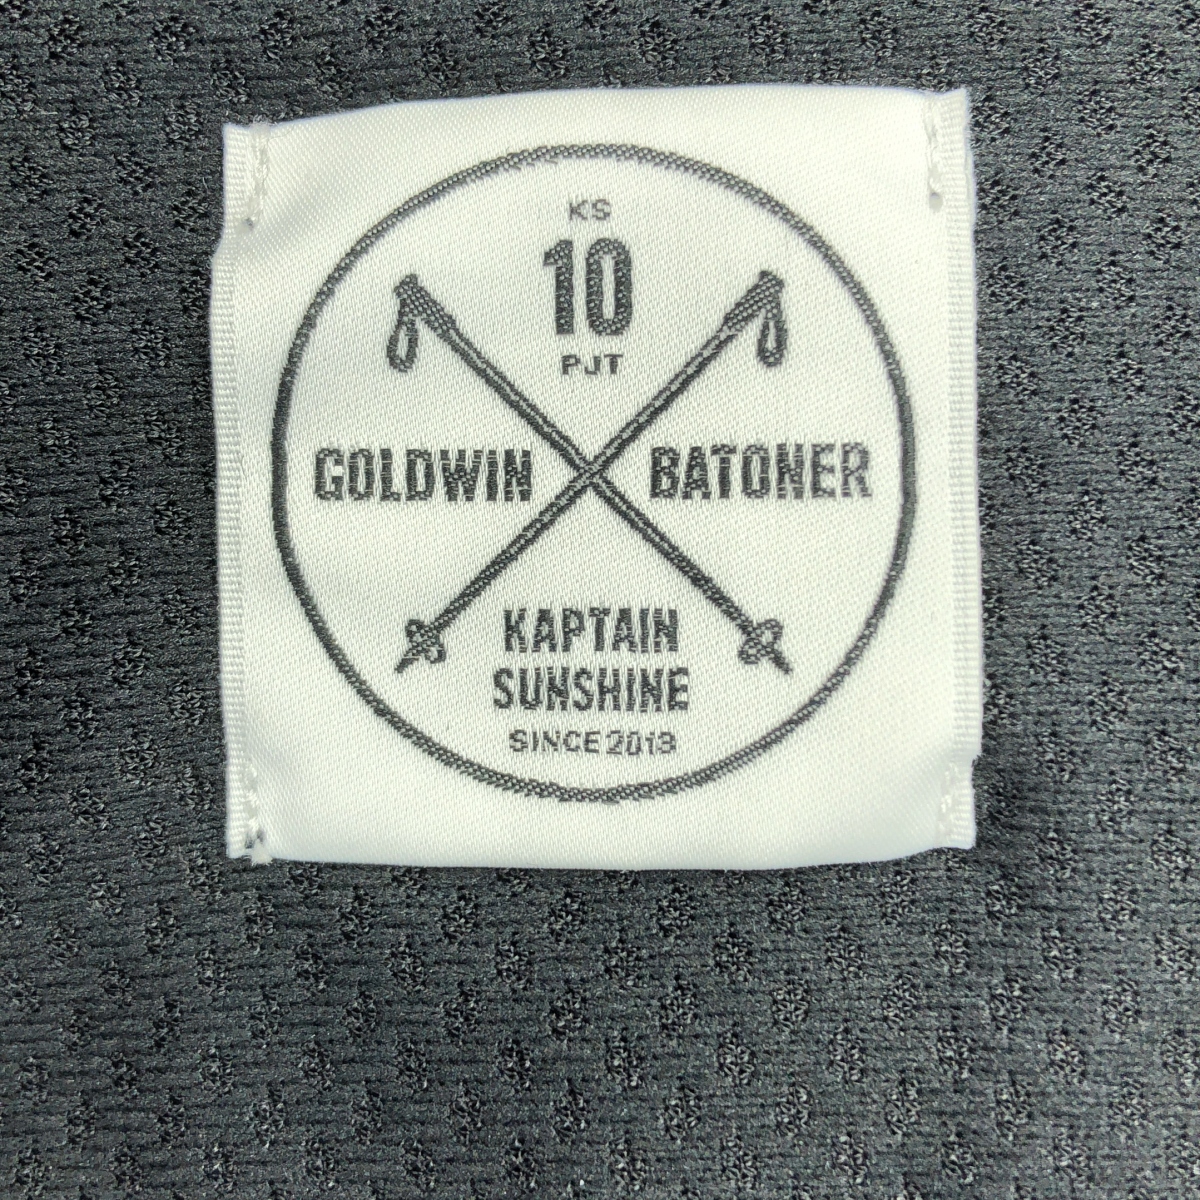 KS
10
PJT
GOLDWIN BATONER
KAPTAIN
SUNSHINE
SINCE 2013